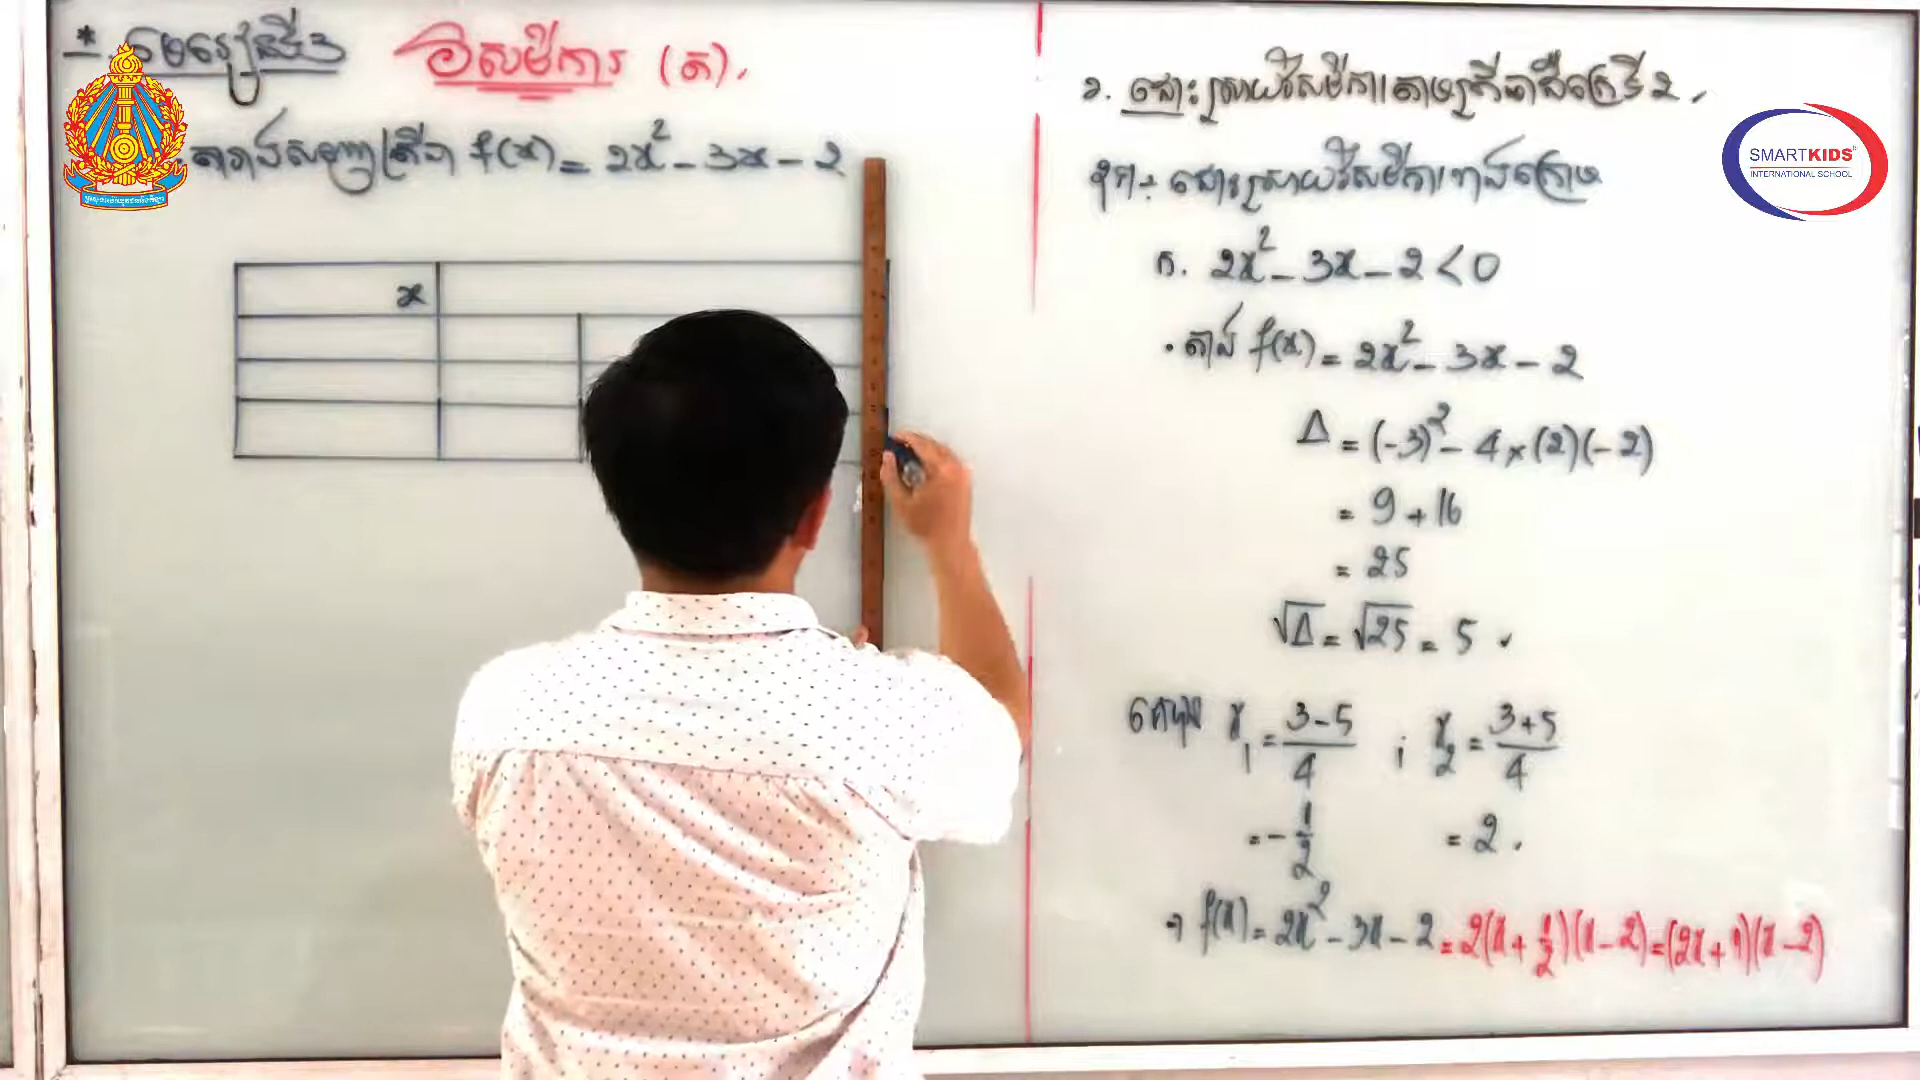 * មេរៀនទី១ វិសមីការ (ត).
• តារាងសញ្ញាត្រីធា f(x) = 2x² - 3x - 2
x
២. ដោះស្រាយវិសមីការតាមត្រីធាដឺក្រេទី 2.
ឧទា: ដោះស្រាយវិសមីការខាងក្រោម
SMARTKIDS
INTERNATIONAL SCHOOL
ក. 2x² - 3x - 2 < 0
• តាង f(x) = 2x² - 3x - 2
Δ = (-3)² - 4 × (2)(-2)
= 9 + 16
= 25
√Δ = √25 = 5
គេបាន x₁ = (3-5)/4 ; x₂ = (3+5)/4
= -1/2 = 2.
→ f(x) = 2x² - 3x - 2 = 2(x + 1/2)(x - 2) = (2x + 1)(x - 2)